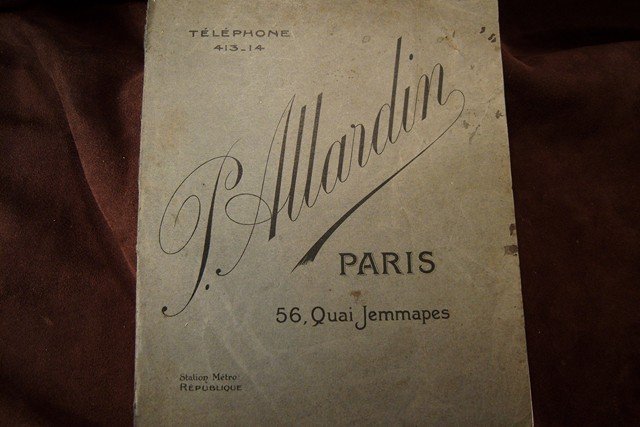 TÉLÉPHONE
413-14
P. Allardin
PARIS
56, Quai Jemmapes
Station Métro
RÉPUBLIQUE